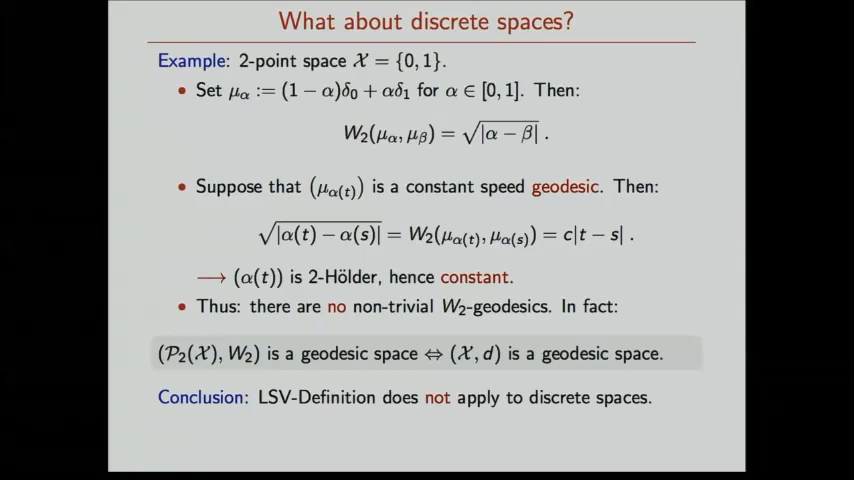 What about discrete spaces?
Example: 2-point space 𝒳 = {0, 1}.
• Set μ_α := (1 − α)δ_0 + αδ_1 for α ∈ [0, 1]. Then:
W_2(μ_α, μ_β) = √|α − β| .
• Suppose that (μ_α(t)) is a constant speed geodesic. Then:
√|α(t) − α(s)| = W_2(μ_α(t), μ_α(s)) = c|t − s| .
⟶ (α(t)) is 2-Hölder, hence constant.
• Thus: there are no non-trivial W_2-geodesics. In fact:
(𝒫_2(𝒳), W_2) is a geodesic space ⇔ (𝒳, d) is a geodesic space.
Conclusion: LSV-Definition does not apply to discrete spaces.